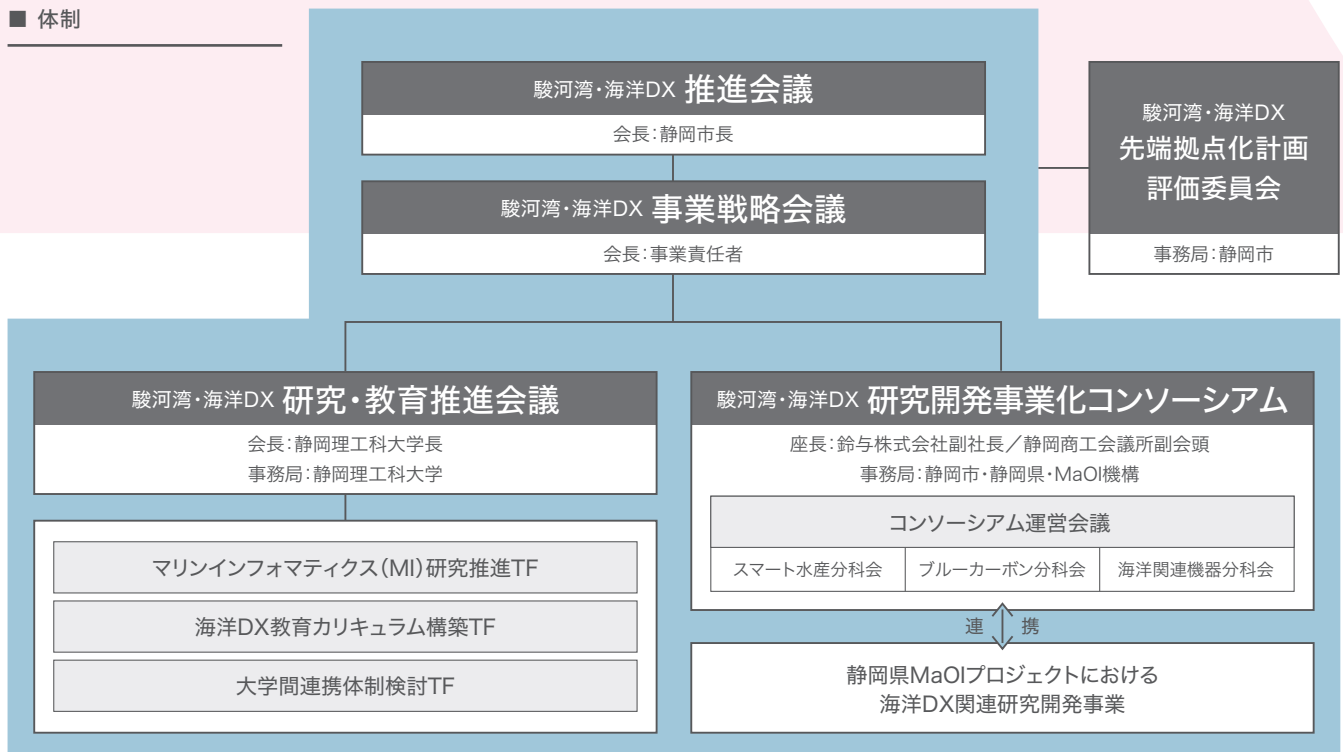 ■ 体制
駿河湾・海洋DX 推進会議
会長：静岡市長
駿河湾・海洋DX 事業戦略会議
会長：事業責任者
駿河湾・海洋DX
先端拠点化計画
評価委員会
事務局：静岡市
駿河湾・海洋DX 研究・教育推進会議
会長：静岡理工科大学長
事務局：静岡理工科大学
マリンインフォマティクス（MI）研究推進TF
海洋DX教育カリキュラム構築TF
大学間連携体制検討TF
駿河湾・海洋DX 研究開発事業化コンソーシアム
座長：鈴与株式会社副社長／静岡商工会議所副会頭
事務局：静岡市・静岡県・MaOI機構
コンソーシアム運営会議
スマート水産分科会
ブルーカーボン分科会
海洋関連機器分科会
連 携
静岡県MaOIプロジェクトにおける
海洋DX関連研究開発事業